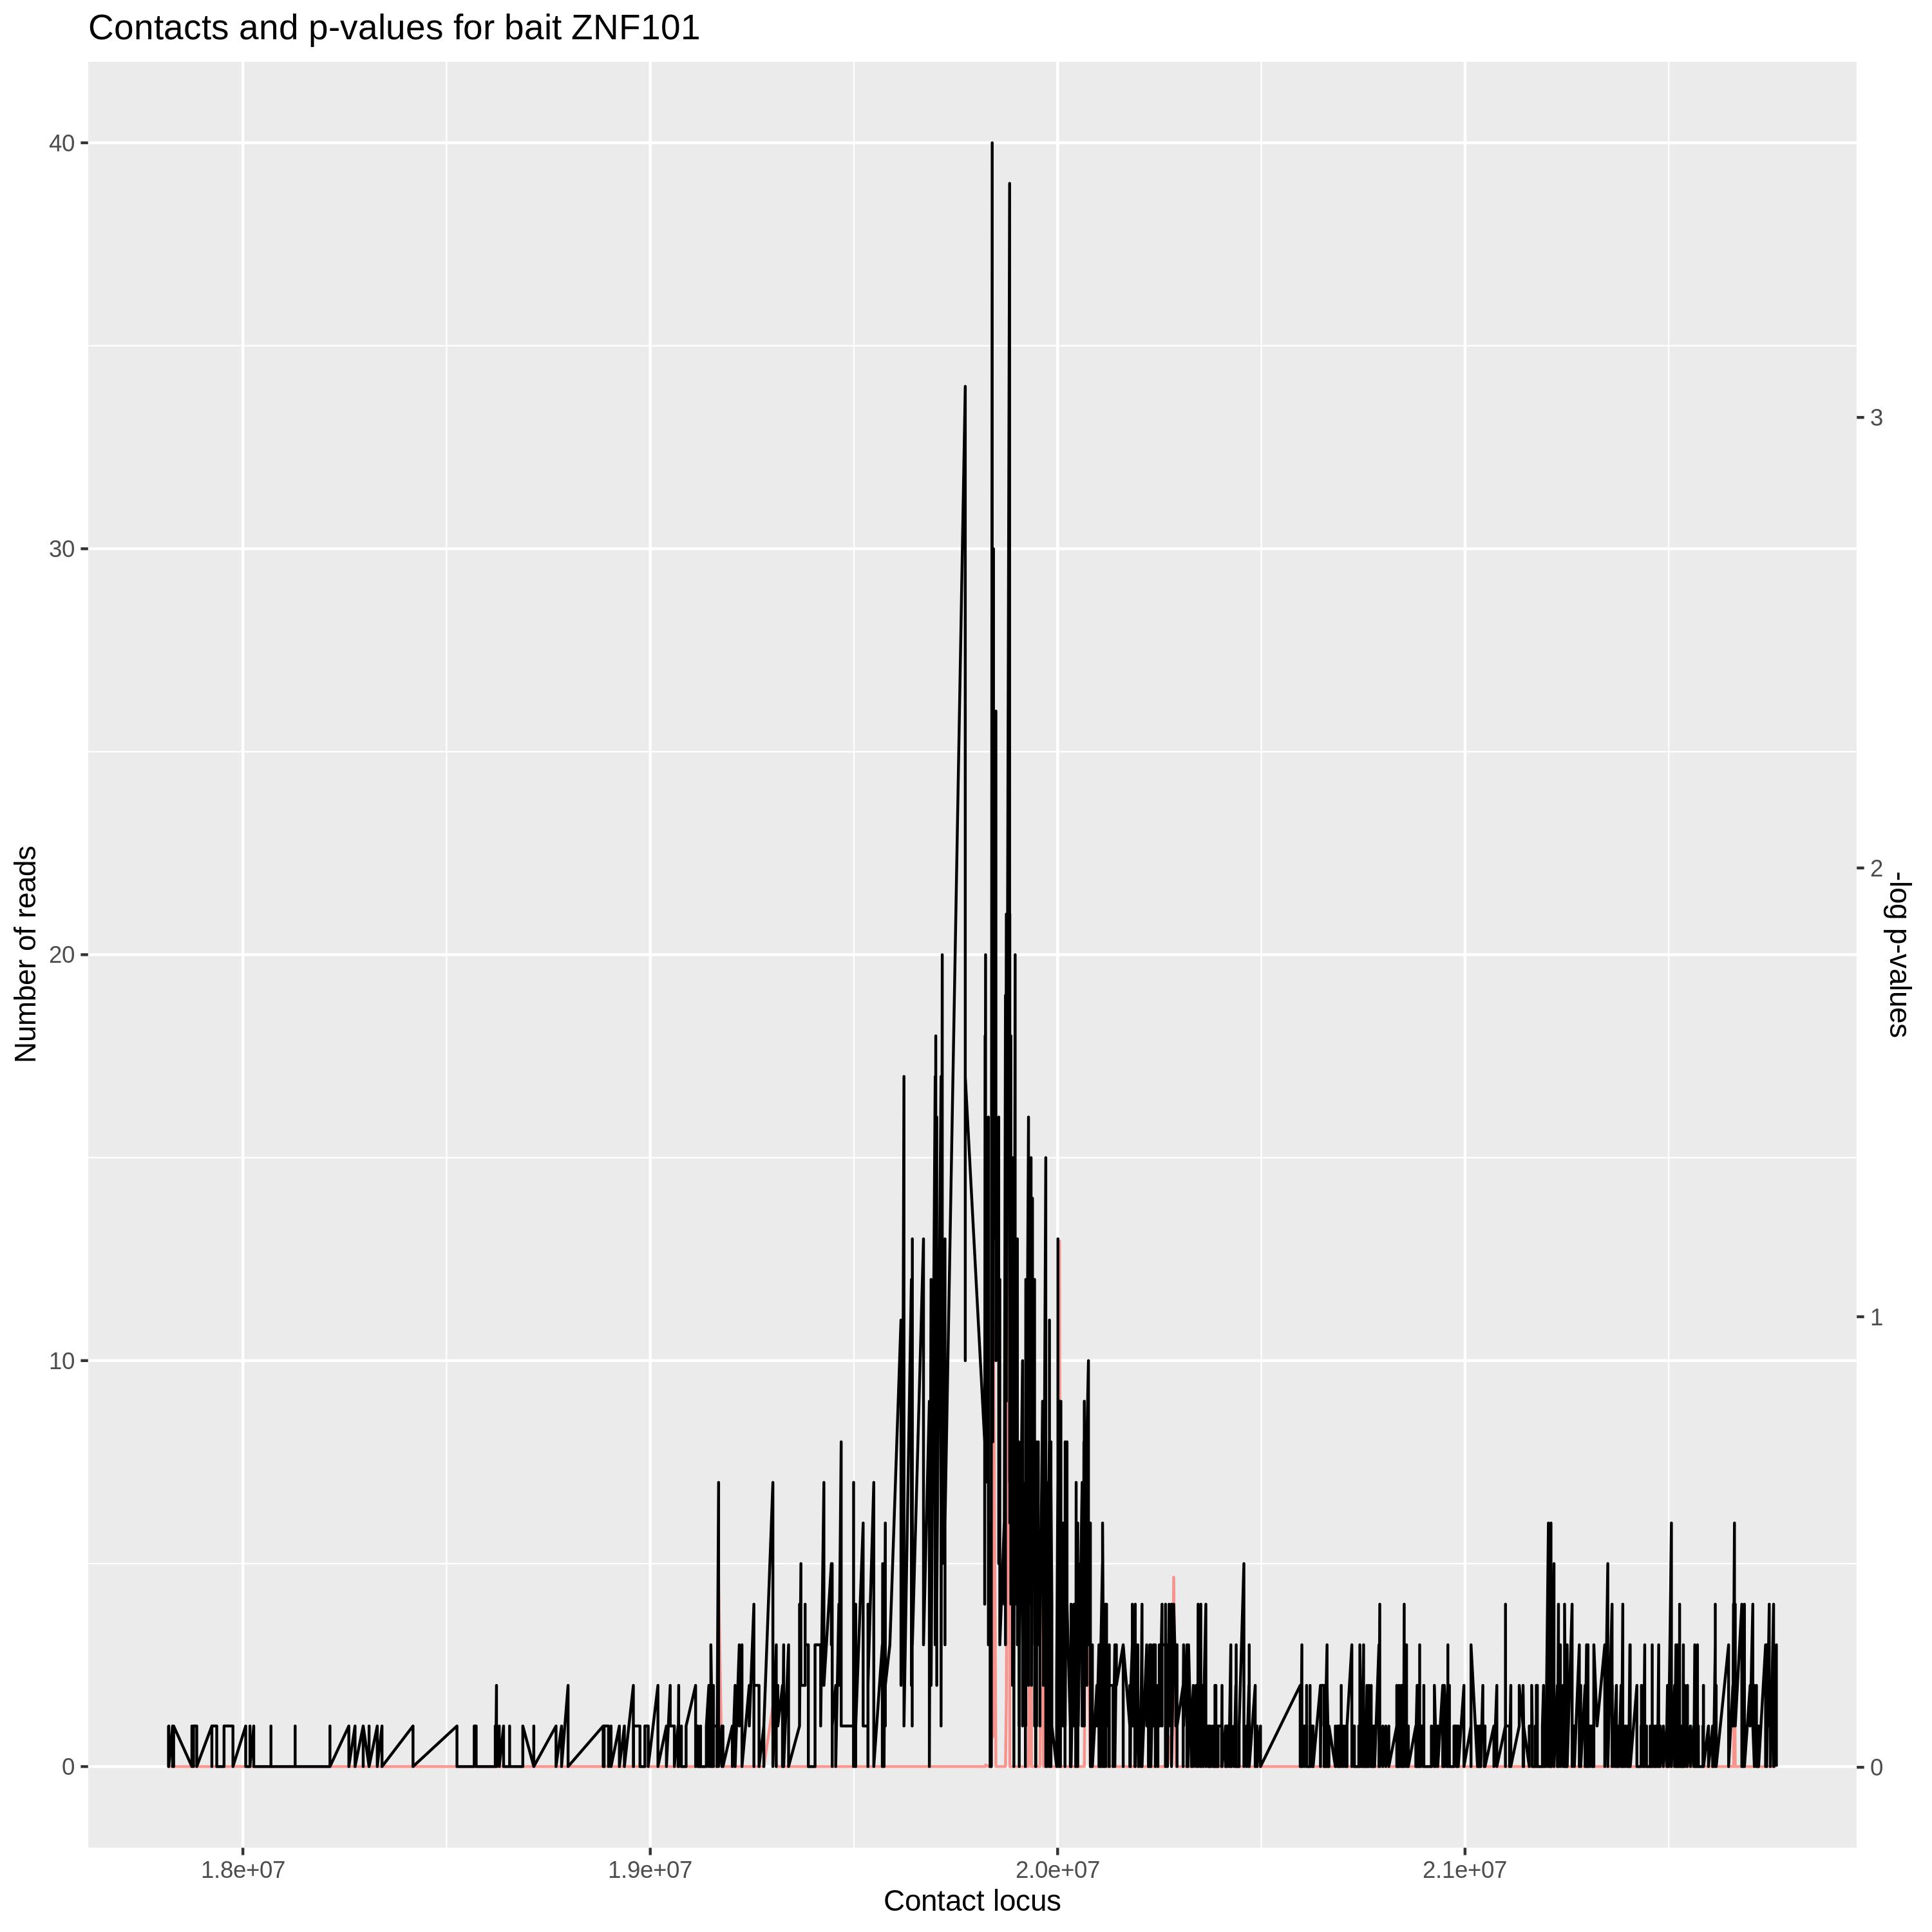 Contacts and p-values for bait ZNF101
40
30
20
10
0
3
2
1
0
Number of reads
-log p-values
1.8e+07 1.9e+07 2.0e+07 2.1e+07
Contact locus